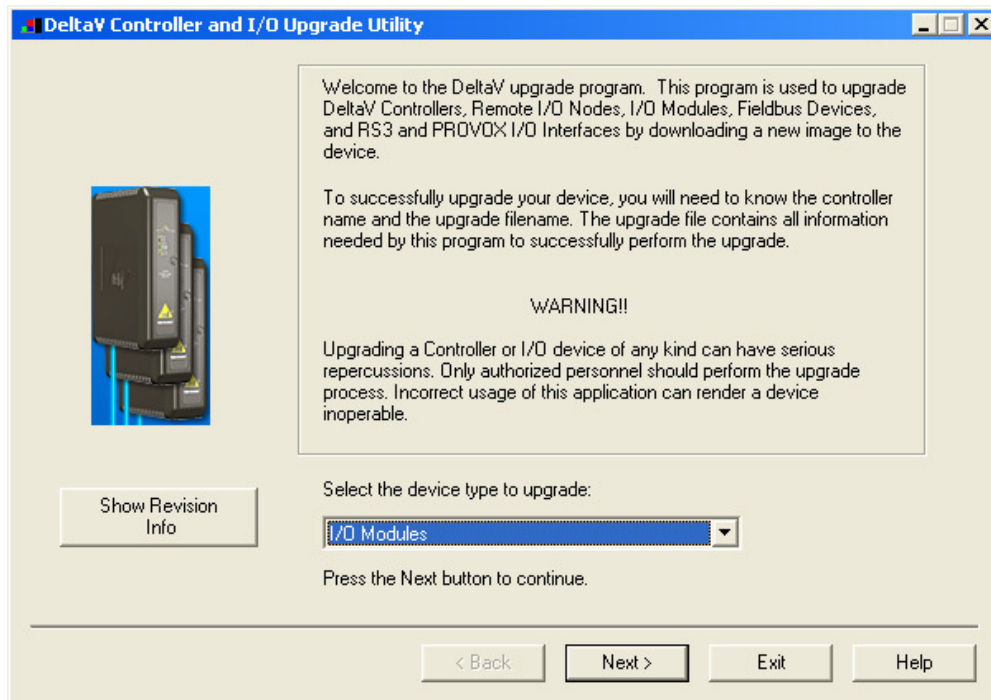 DeltaV Controller and I/O Upgrade Utility
Welcome to the DeltaV upgrade program. This program is used to upgrade
DeltaV Controllers, Remote I/O Nodes, I/O Modules, Fieldbus Devices,
and RS3 and PROVOX I/O Interfaces by downloading a new image to the
device.
To successfully upgrade your device, you will need to know the controller
name and the upgrade filename. The upgrade file contains all information
needed by this program to successfully perform the upgrade.
WARNING!!
Upgrading a Controller or I/O device of any kind can have serious
repercussions. Only authorized personnel should perform the upgrade
process. Incorrect usage of this application can render a device
inoperable.
Show Revision
Info
Select the device type to upgrade:
I/O Modules
Press the Next button to continue.
< Back
Next >
Exit
Help